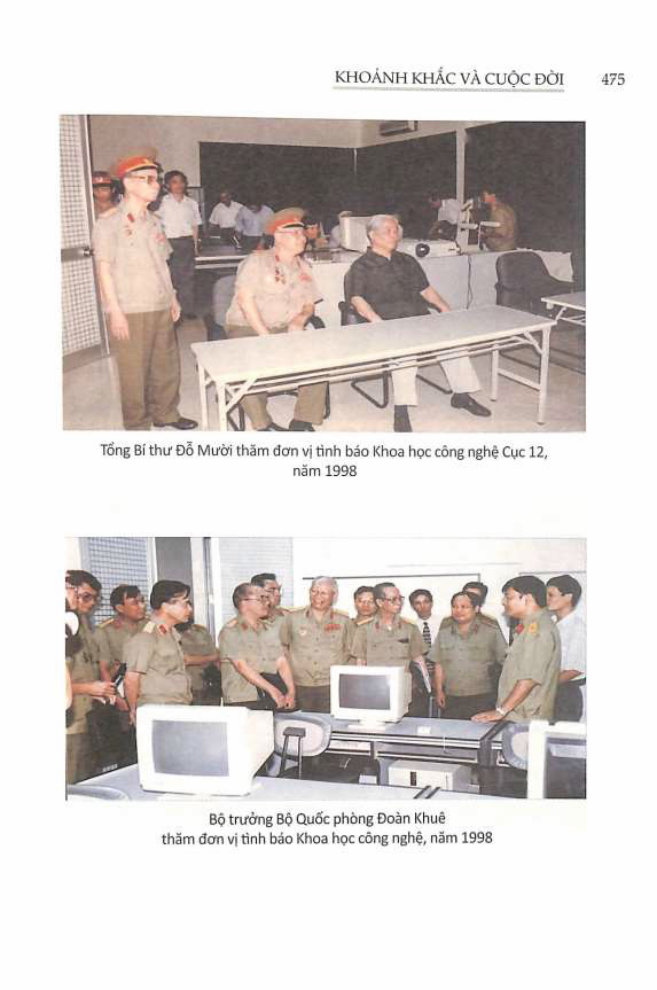 KHOẢNH KHẮC VÀ CUỘC ĐỜI 475
Tổng Bí thư Đỗ Mười thăm đơn vị tình báo Khoa học công nghệ Cục 12,
năm 1998
Bộ trưởng Bộ Quốc phòng Đoàn Khuê
thăm đơn vị tình báo Khoa học công nghệ, năm 1998